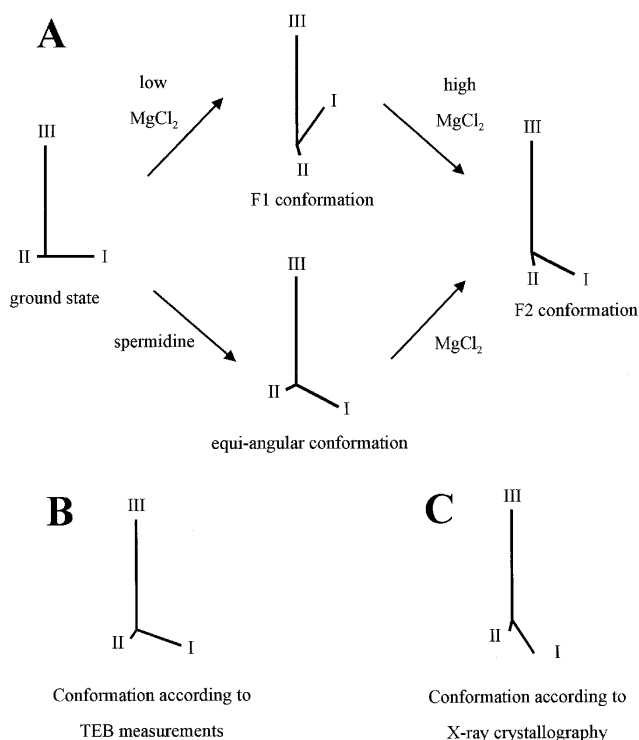 A
III
low
MgCl₂
I
II
F1 conformation
high
MgCl₂
III
II
I
ground state
III
II
I
F2 conformation
spermidine
III
II
I
equi-angular conformation
MgCl₂
B
III
II
I
Conformation according to
TEB measurements
C
III
II
I
Conformation according to
X-ray crystallography